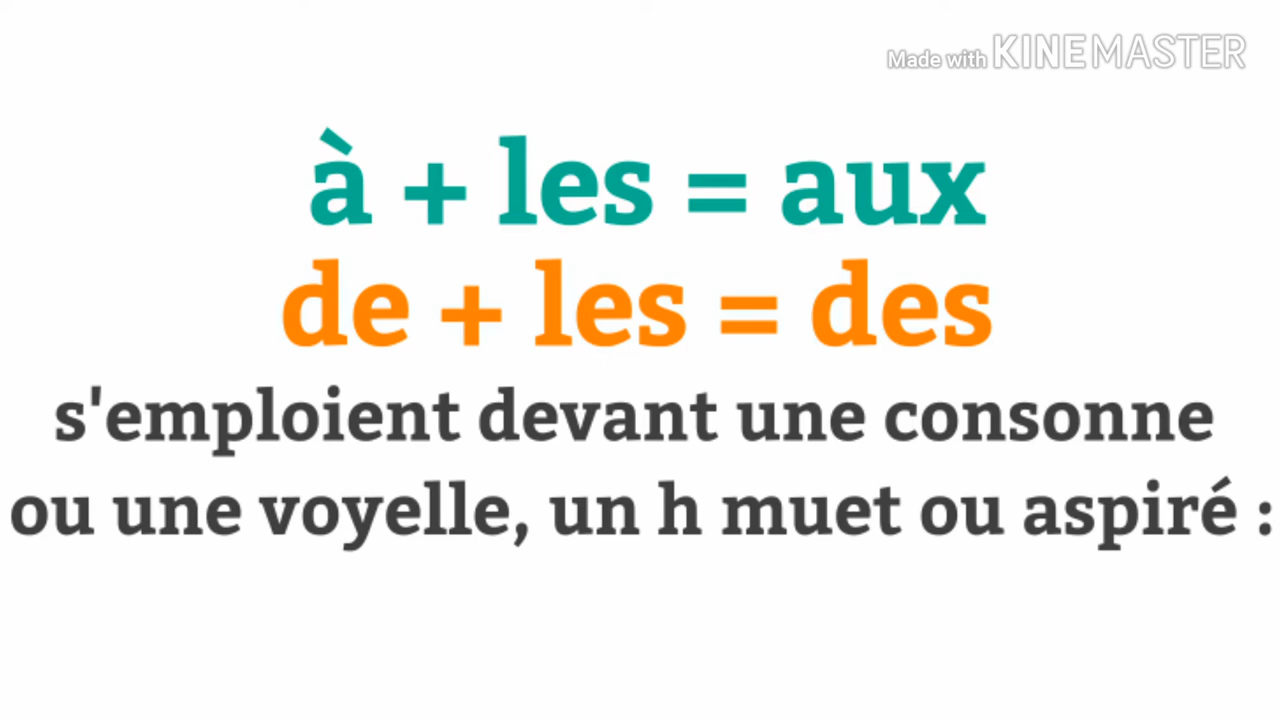 Made with KINEMASTER
à + les = aux
de + les = des
s'emploient devant une consonne
ou une voyelle, un h muet ou aspiré :